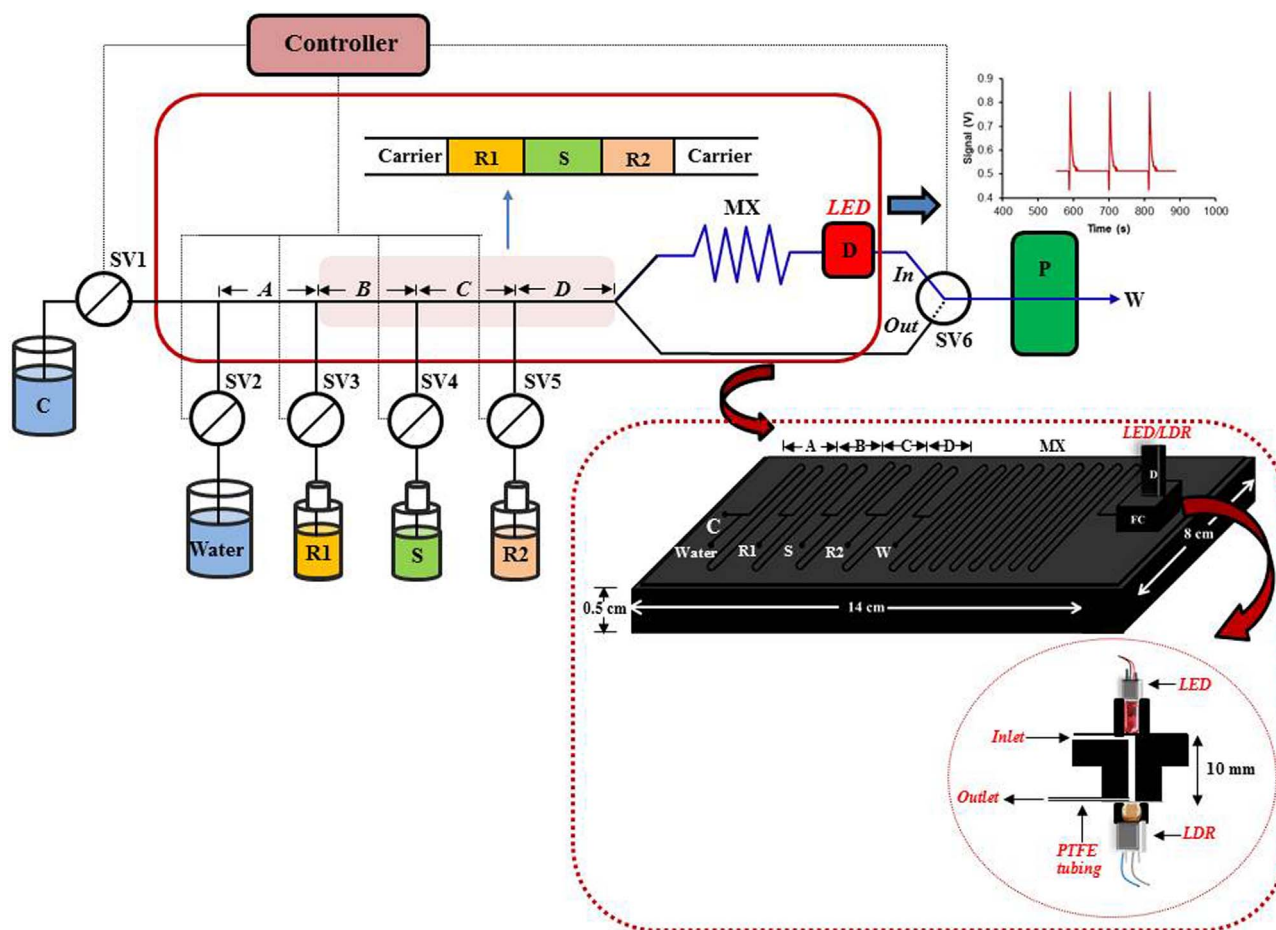 Controller
Carrier
R1
S
R2
Carrier
MX
LED
D
In
Out
SV6
P
W
0.9
0.8
0.7
0.6
0.5
0.4
Signal (V)
400
500
600
700
800
900
1000
Time (s)
SV1
A
B
C
D
C
SV2
SV3
SV4
SV5
Water
R1
S
R2
A
B
C
D
MX
LED/LDR
D
FC
C
Water
R1
S
R2
W
8 cm
0.5 cm
14 cm
LED
Inlet
10 mm
Outlet
PTFE
tubing
LDR